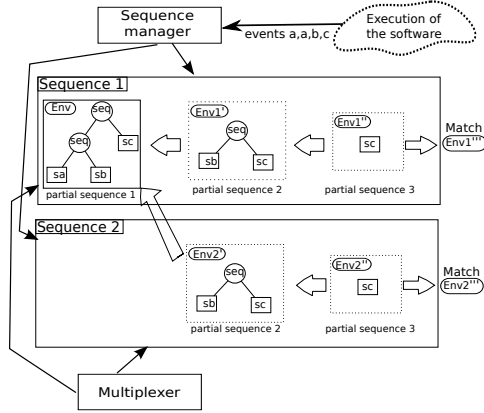 Sequence
manager
events a,a,b,c
Execution of
the software
Sequence 1
Env
seq
seq
sc
sa
sb
partial sequence 1
Env1'
seq
sb
sc
partial sequence 2
Env1''
sc
partial sequence 3
Match
Env1'''
Sequence 2
Env2'
seq
sb
sc
partial sequence 2
Env2''
sc
partial sequence 3
Match
Env2'''
Multiplexer